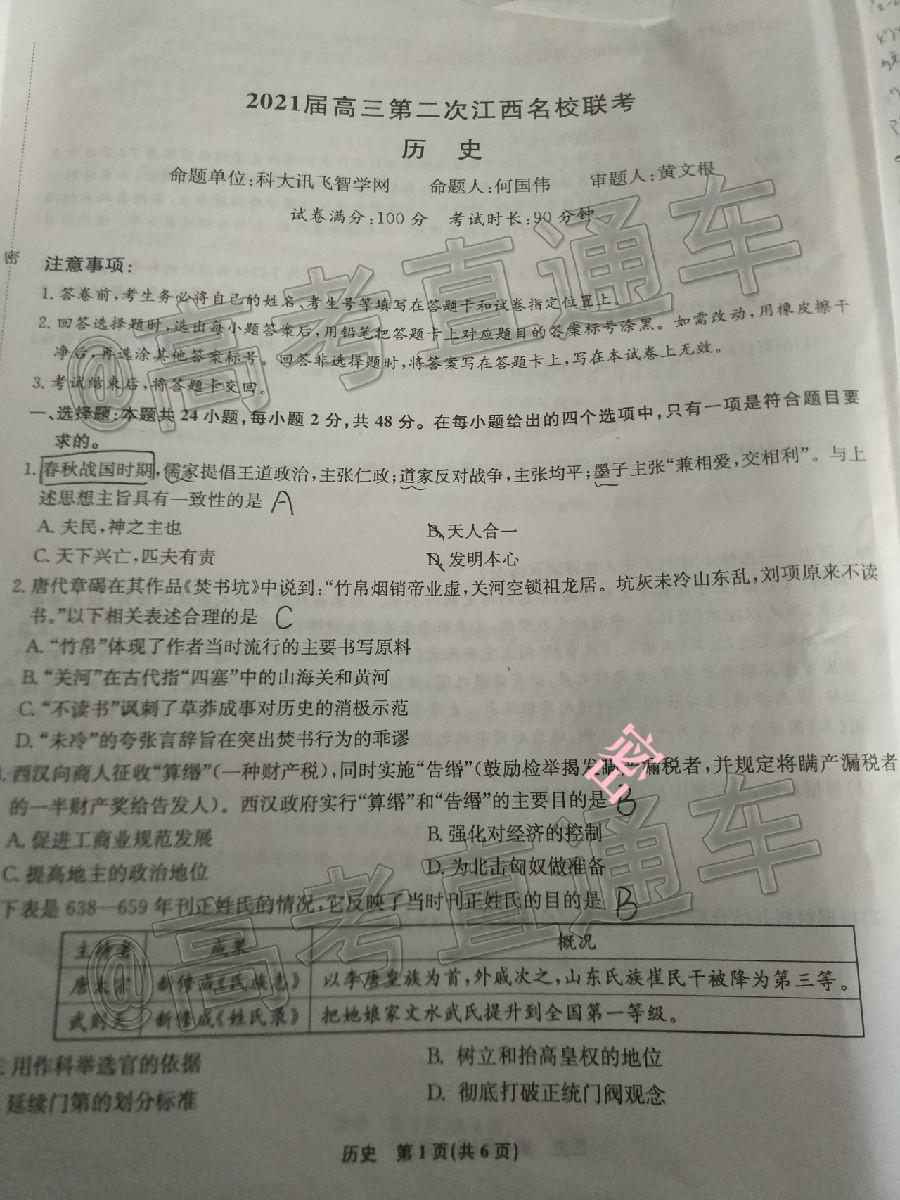 2021届高三第二次江西名校联考
历 史
命题单位:科大讯飞智学网 命题人:何国伟 审题人:黄文根
试卷满分:100分 考试时长:90分钟
密
注意事项:
1.答卷前,考生务必将自己的姓名、考生号等填写在答题卡和试卷指定位置上。
2.回答选择题时,选出每小题答案后,用铅笔把答题卡上对应题目的答案标号涂黑。如需改动,用橡皮擦干
净后,再选涂其他答案标号。回答非选择题时,将答案写在答题卡上,写在本试卷上无效。
3.考试结束后,将答题卡交回。
@高考直通车
一、选择题:本题共24小题,每小题2分,共48分。在每小题给出的四个选项中,只有一项是符合题目要
求的。
1.春秋战国时期,儒家提倡王道政治,主张仁政;道家反对战争,主张均平;墨子主张“兼相爱,交相利”。与上
述思想主旨具有一致性的是 A
A.夫民,神之主也 B.天人合一
C.天下兴亡,匹夫有责 D.发明本心
2.唐代章碣在其作品《焚书坑》中说到:“竹帛烟销帝业虚,关河空锁祖龙居。坑灰未冷山东乱,刘项原来不读
书。”以下相关表述合理的是 C
A.“竹帛”体现了作者当时流行的主要书写原料
B.“关河”在古代指“四塞”中的山海关和黄河
C.“不读书”讽刺了草莽成事对历史的消极示范
D.“未冷”的夸张言辞旨在突出焚书行为的乖谬
密
西汉向商人征收“算缗”(一种财产税),同时实施“告缗”(鼓励检举揭发 产漏税者,并规定将瞒产漏税者
的一半财产奖给告发人)。西汉政府实行“算缗”和“告缗”的主要目的是 B
A.促进工商业规范发展 B.强化对经济的控制
C.提高地主的政治地位 D.为北击匈奴做准备
下表是638—659年刊正姓氏的情况,它反映了当时刊正姓氏的目的是 B
@高考直通车
主持者 成果 概况
唐太宗 新修成《氏族志》 以李唐皇族为首,外戚次之,山东氏族崔民干被降为第三等。
武则天 新修成《姓氏录》 把她娘家文水武氏提升到全国第一等级。
用作科举选官的依据 B. 树立和抬高皇权的地位
延续门第的划分标准 D. 彻底打破正统门阀观念
历史 第1页(共6页)